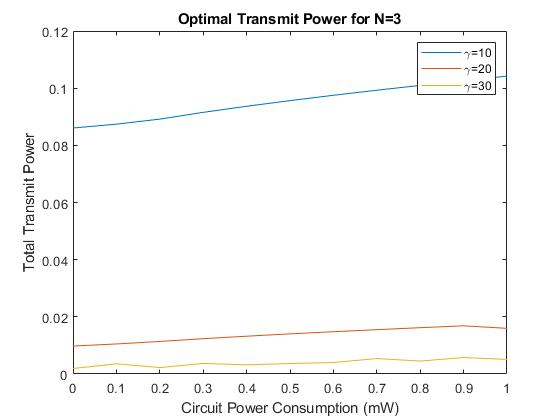 Optimal Transmit Power for N=3
0.12
0.1
0.08
0.06
0.04
0.02
0
Total Transmit Power
γ=10
γ=20
γ=30
0 0.1 0.2 0.3 0.4 0.5 0.6 0.7 0.8 0.9 1
Circuit Power Consumption (mW)